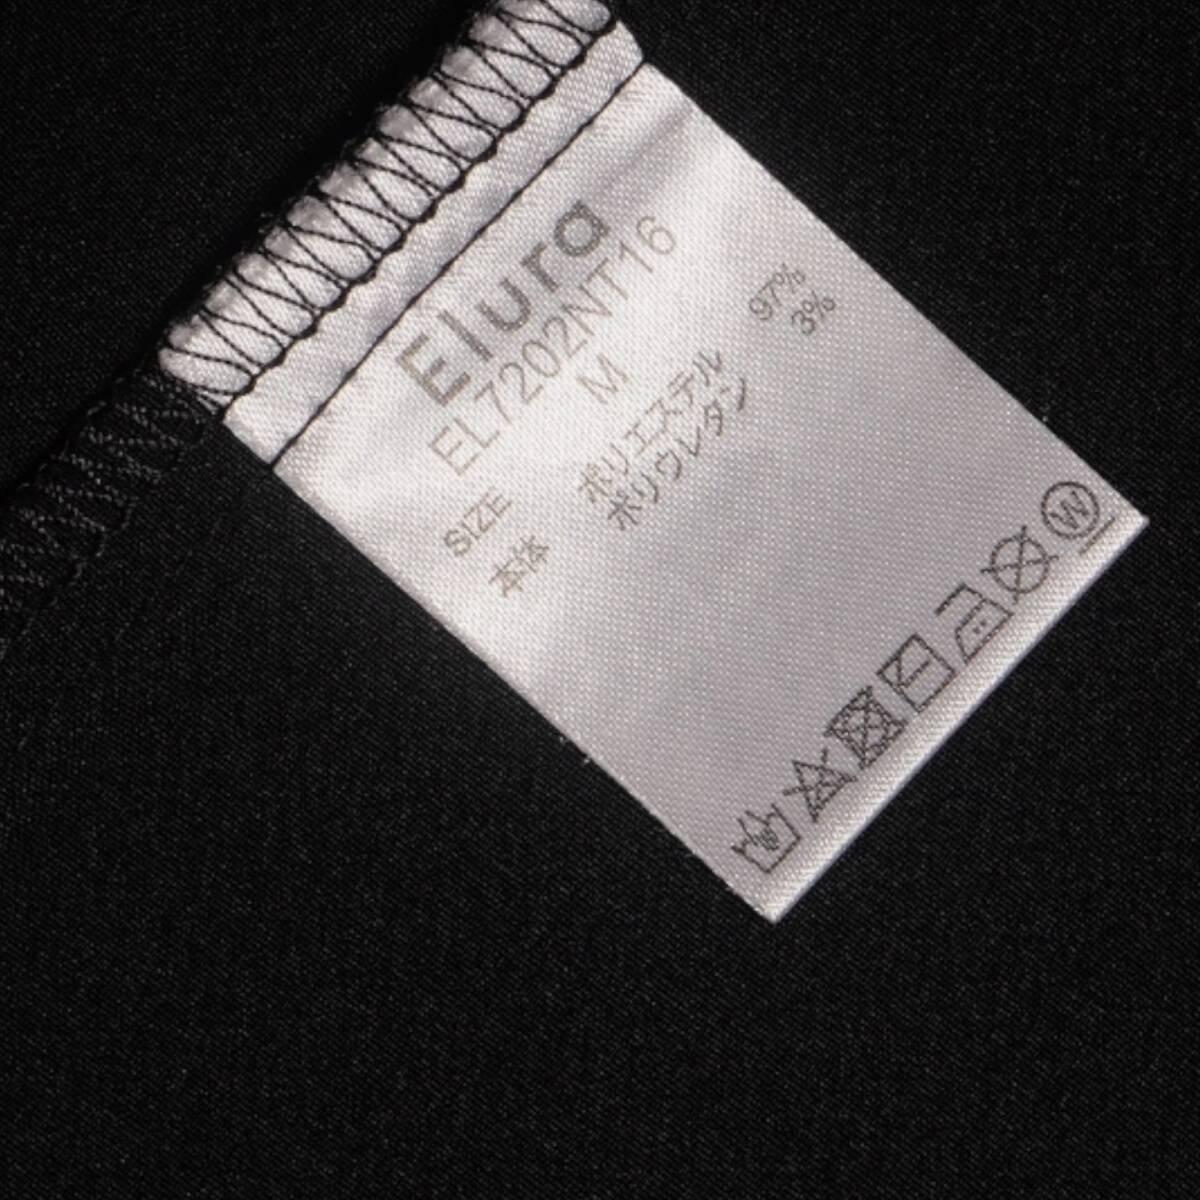 Elura
EL7202NT16
SIZE M
本体 ポリエステル 97%
ポリウレタン 3%
W